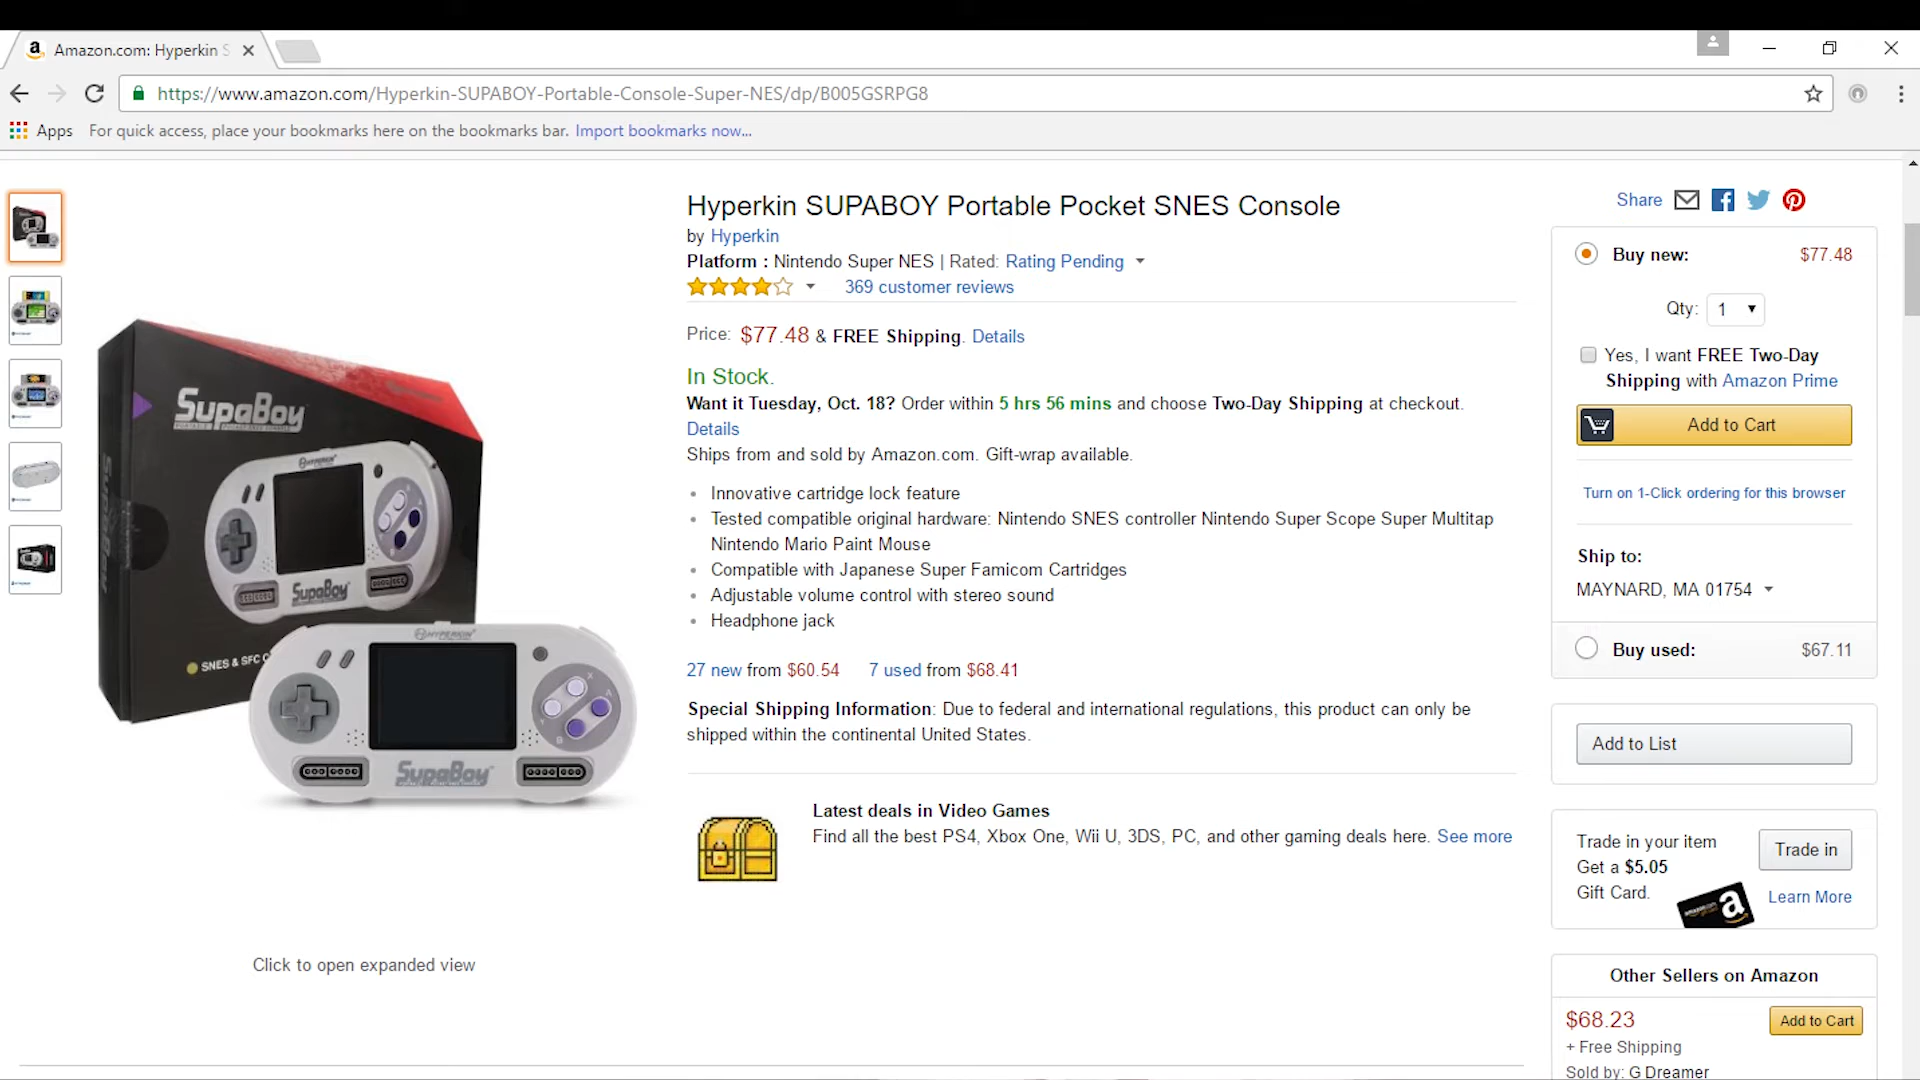 Amazon.com: Hyperkin S
https://www.amazon.com/Hyperkin-SUPABOY-Portable-Console-Super-NES/dp/B005GSRPG8
Apps For quick access, place your bookmarks here on the bookmarks bar. Import bookmarks now...
Hyperkin SUPABOY Portable Pocket SNES Console
by Hyperkin
Platform : Nintendo Super NES | Rated: Rating Pending
369 customer reviews
Price: $77.48 & FREE Shipping. Details
In Stock.
Want it Tuesday, Oct. 18? Order within 5 hrs 56 mins and choose Two-Day Shipping at checkout.
Details
Ships from and sold by Amazon.com. Gift-wrap available.
Innovative cartridge lock feature
Tested compatible original hardware: Nintendo SNES controller Nintendo Super Scope Super Multitap
Nintendo Mario Paint Mouse
Compatible with Japanese Super Famicom Cartridges
Adjustable volume control with stereo sound
Headphone jack
27 new from $60.54 7 used from $68.41
Special Shipping Information: Due to federal and international regulations, this product can only be
shipped within the continental United States.
Latest deals in Video Games
Find all the best PS4, Xbox One, Wii U, 3DS, PC, and other gaming deals here. See more
SupaBoy
PORTABLE POCKET SNES CONSOLE
HYPERKIN
SupaBoy
SNES & SFC C
HYPERKIN
X
A
Y
B
SupaBoy
Click to open expanded view
Share
Buy new: $77.48
Qty: 1
Yes, I want FREE Two-Day
Shipping with Amazon Prime
Add to Cart
Turn on 1-Click ordering for this browser
Ship to:
MAYNARD, MA 01754
Buy used: $67.11
Add to List
Trade in your item
Get a $5.05
Gift Card.
Trade in
Learn More
Other Sellers on Amazon
$68.23 Add to Cart
+ Free Shipping
Sold by: G Dreamer